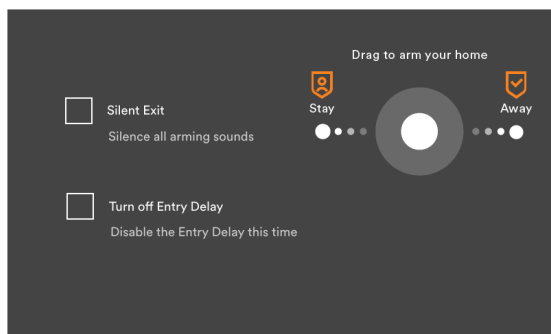 Drag to arm your home
Stay
Away
Silent Exit
Silence all arming sounds
Turn off Entry Delay
Disable the Entry Delay this time